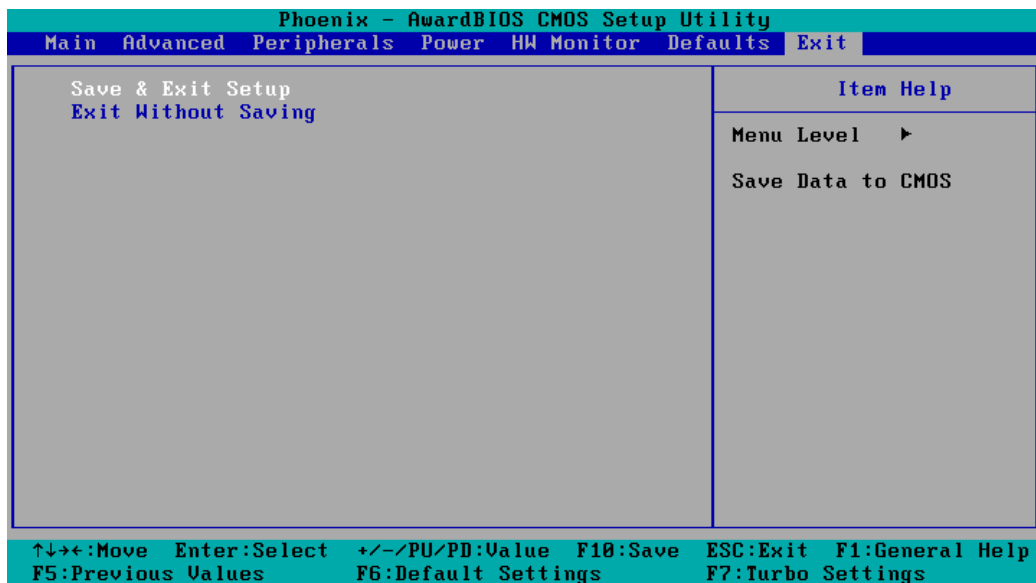 Phoenix - AwardBIOS CMOS Setup Utility
Main Advanced Peripherals Power HW Monitor Defaults Exit
Save & Exit Setup
Exit Without Saving
Item Help
Menu Level ►
Save Data to CMOS
↑↓→←:Move Enter:Select +/-/PU/PD:Value F10:Save ESC:Exit F1:General Help
F5:Previous Values F6:Default Settings F7:Turbo Settings